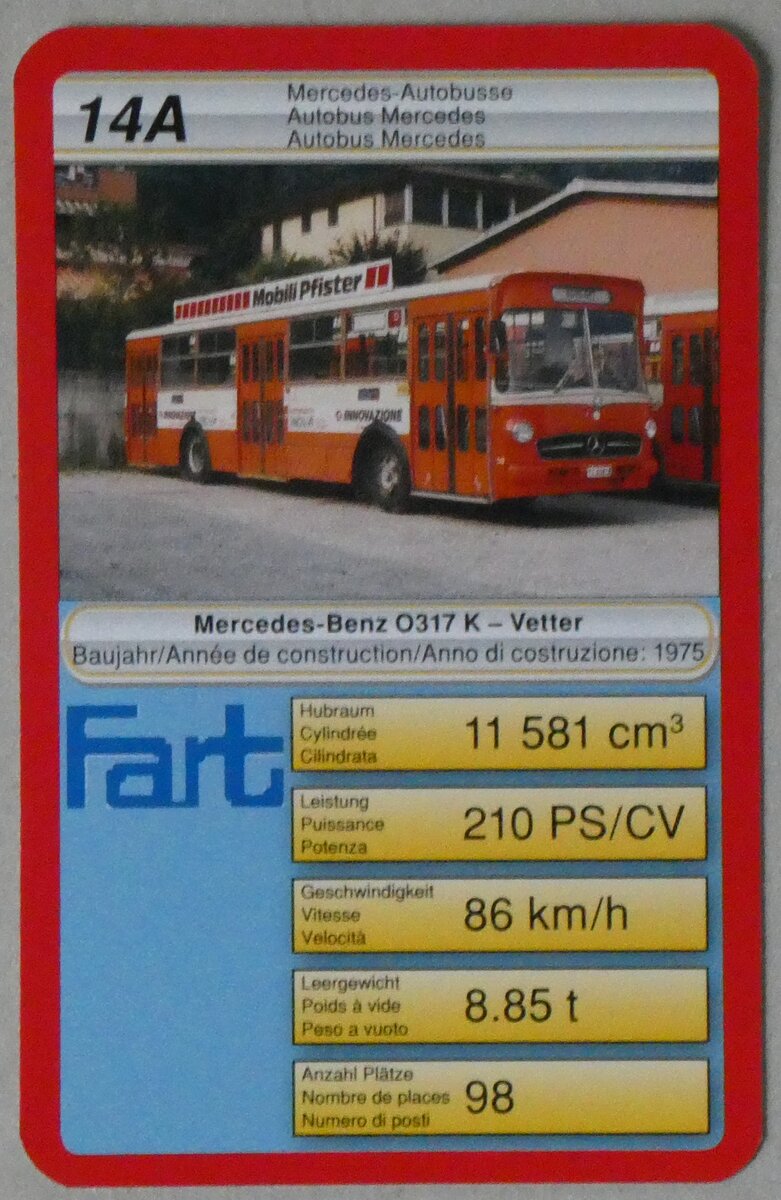 14A
Mercedes-Autobusse
Autobus Mercedes
Autobus Mercedes
Mobili Pfister
INNOVAZIONE
INNOVAZIONE
Mercedes-Benz O317 K – Vetter
Baujahr/Année de construction/Anno di costruzione: 1975
Fart
Hubraum
Cylindrée
Cilindrata
11 581 cm³
Leistung
Puissance
Potenza
210 PS/CV
Geschwindigkeit
Vitesse
Velocità
86 km/h
Leergewicht
Poids à vide
Peso a vuoto
8.85 t
Anzahl Plätze
Nombre de places
Numero di posti
98